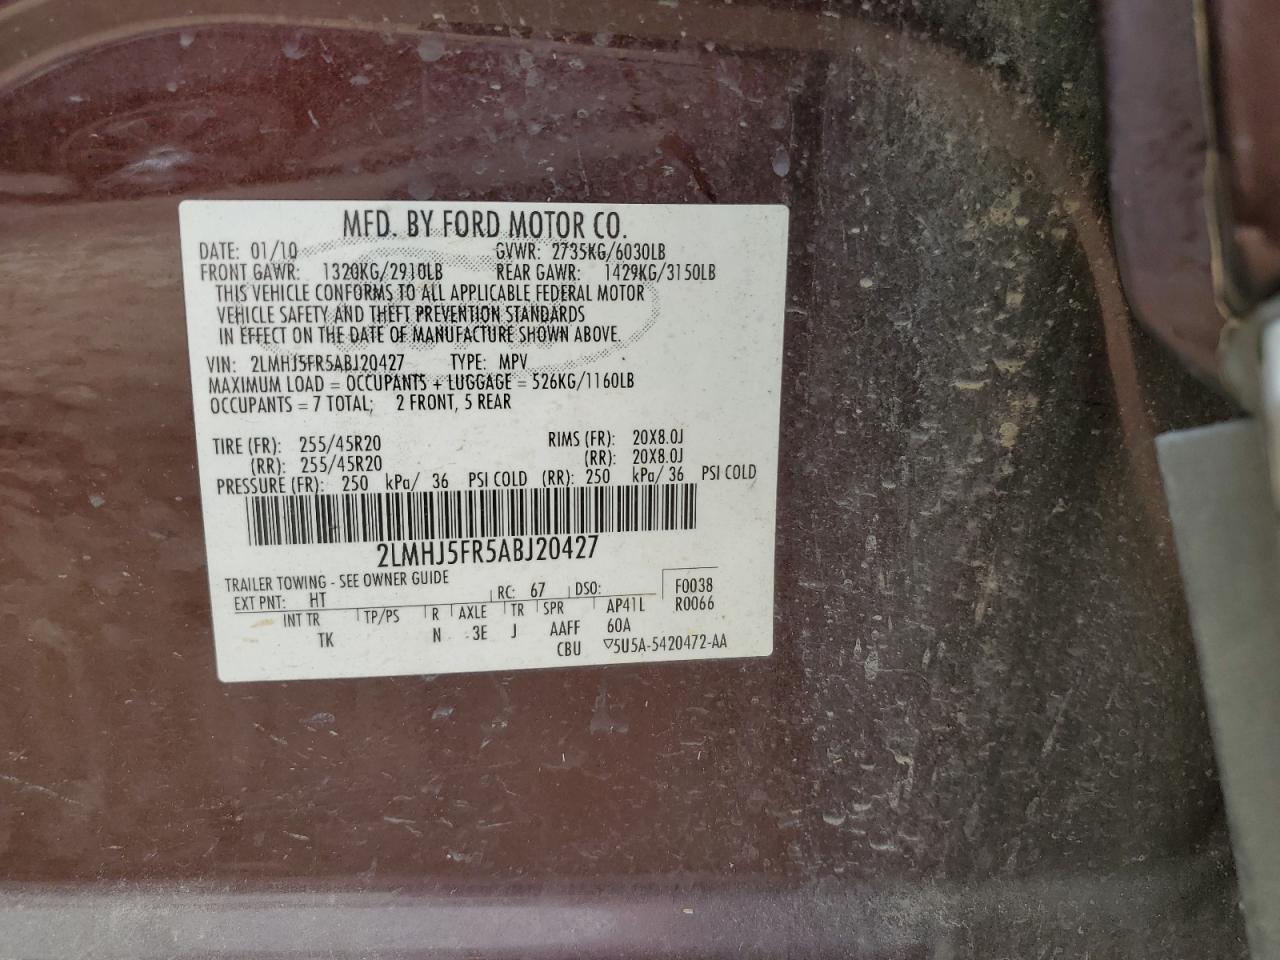 MFD. BY FORD MOTOR CO.
DATE: 01/10 GVWR: 2735KG/6030LB
FRONT GAWR: 1320KG/2910LB REAR GAWR: 1429KG/3150LB
THIS VEHICLE CONFORMS TO ALL APPLICABLE FEDERAL MOTOR
VEHICLE SAFETY AND THEFT PREVENTION STANDARDS
IN EFFECT ON THE DATE OF MANUFACTURE SHOWN ABOVE.
VIN: 2LMHJ5FR5ABJ20427 TYPE: MPV
MAXIMUM LOAD = OCCUPANTS + LUGGAGE = 526KG/1160LB
OCCUPANTS = 7 TOTAL; 2 FRONT, 5 REAR
TIRE (FR): 255/45R20 RIMS (FR): 20X8.0J
(RR): 255/45R20 (RR): 20X8.0J
PRESSURE (FR): 250 kPa/ 36 PSI COLD (RR): 250 kPa/ 36 PSI COLD
2LMHJ5FR5ABJ20427
TRAILER TOWING - SEE OWNER GUIDE
EXT PNT: HT RC: 67 DSO: F0038
INT TR TP/PS R AXLE TR SPR AP41L R0066
TK N 3E J AAFF 60A
CBU ▽5U5A-5420472-AA